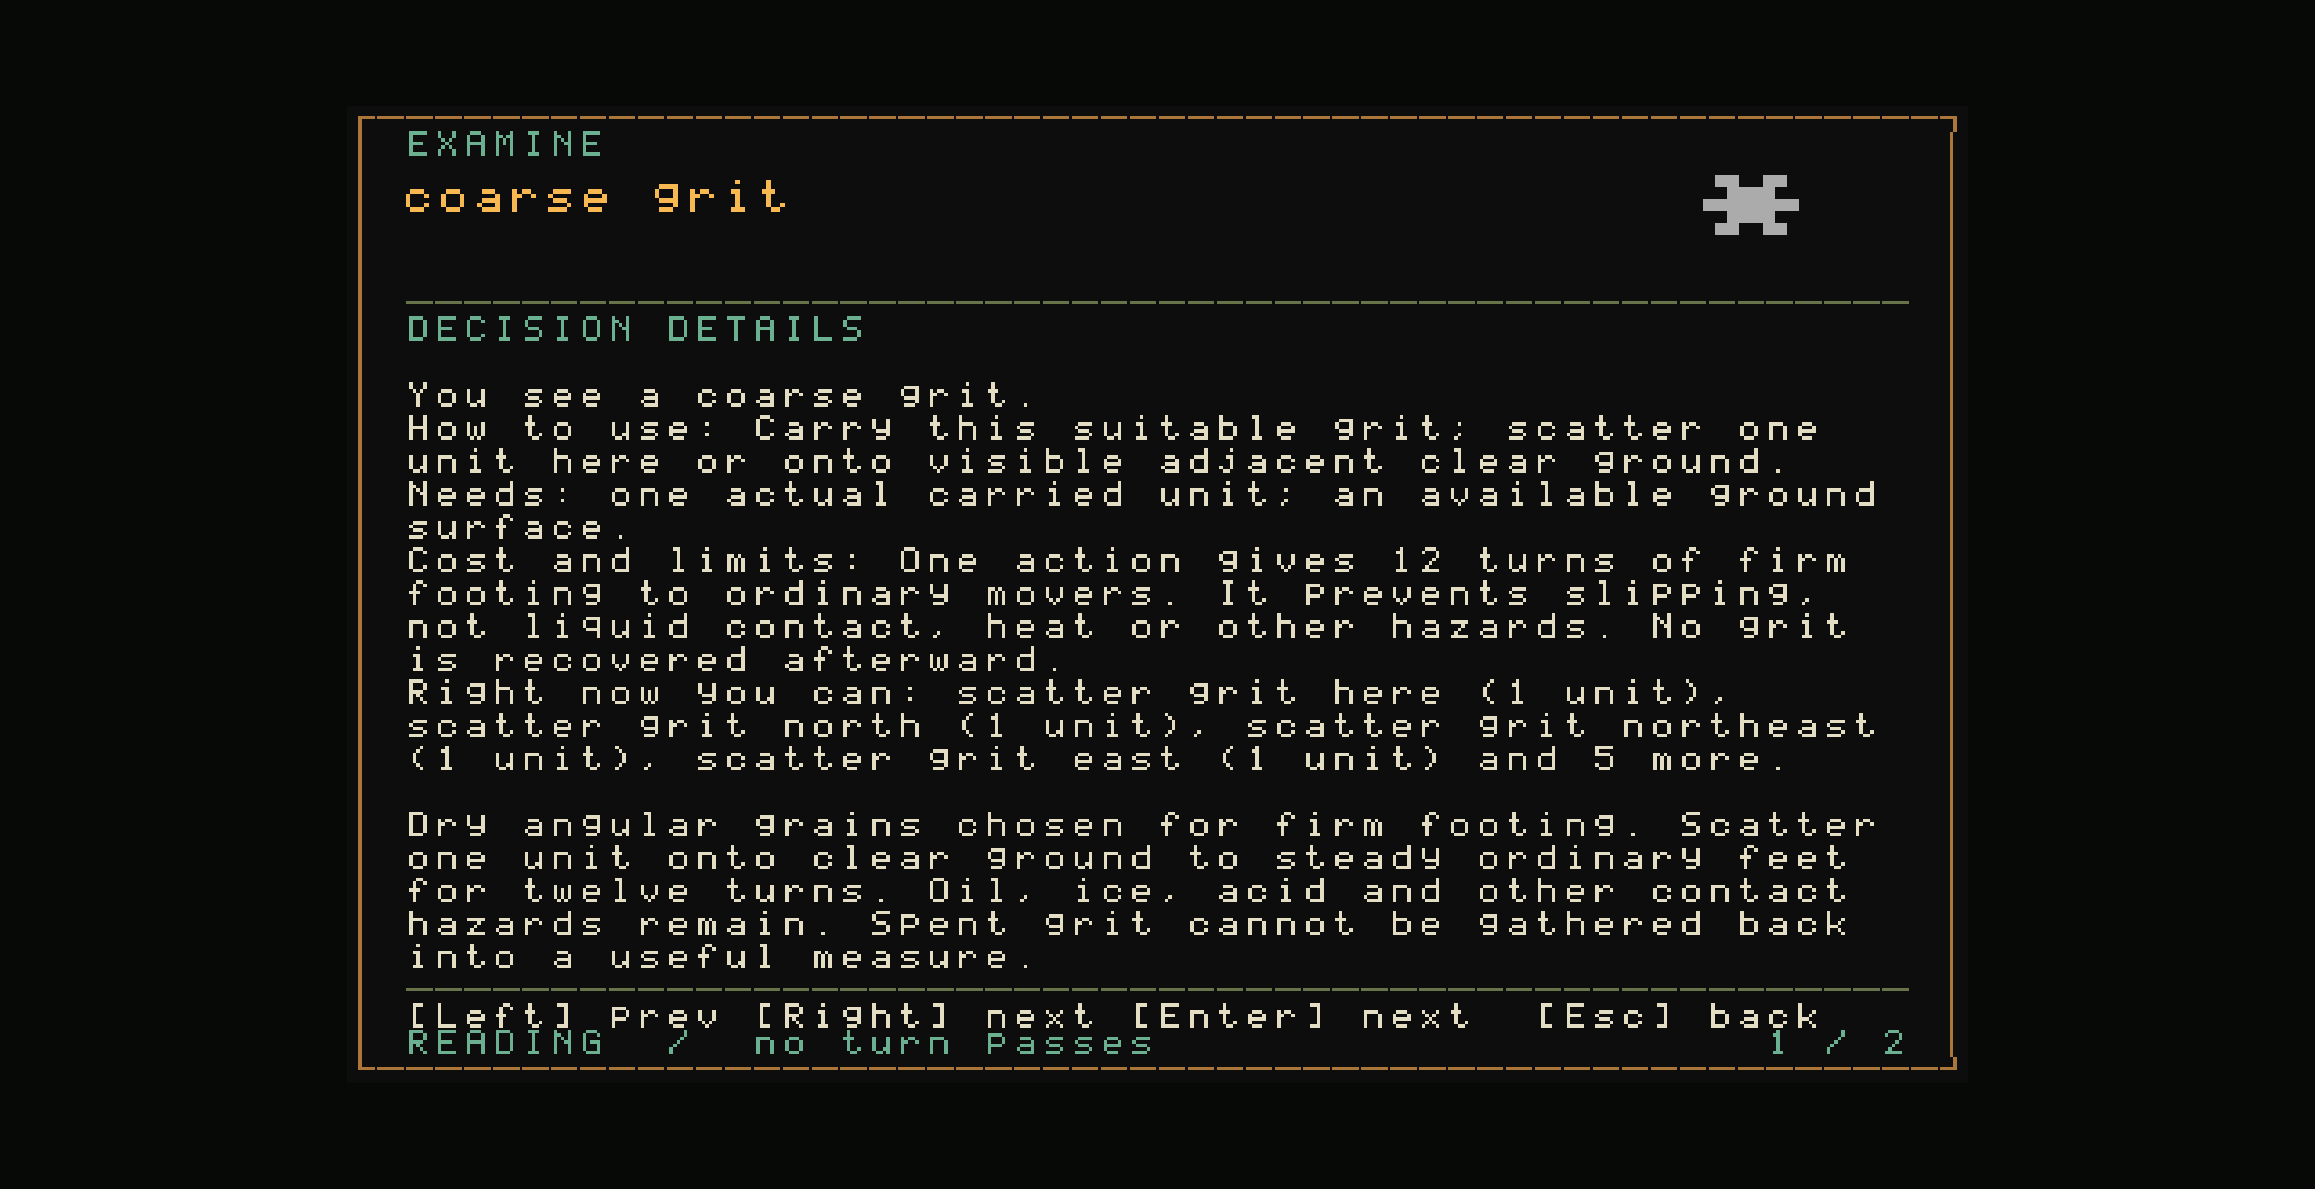 EXAMINE
coarse grit
DECISION DETAILS
You see a coarse grit.
How to use: Carry this suitable grit; scatter one
unit here or onto visible adjacent clear ground.
Needs: one actual carried unit; an available ground
surface.
Cost and limits: One action gives 12 turns of firm
footing to ordinary movers. It prevents slipping,
not liquid contact, heat or other hazards. No grit
is recovered afterward.
Right now you can: scatter grit here (1 unit),
scatter grit north (1 unit), scatter grit northeast
(1 unit), scatter grit east (1 unit) and 5 more.
Dry angular grains chosen for firm footing. Scatter
one unit onto clear ground to steady ordinary feet
for twelve turns. Oil, ice, acid and other contact
hazards remain. Spent grit cannot be gathered back
into a useful measure.
[Left] prev [Right] next [Enter] next [Esc] back
READING / no turn passes 1 / 2